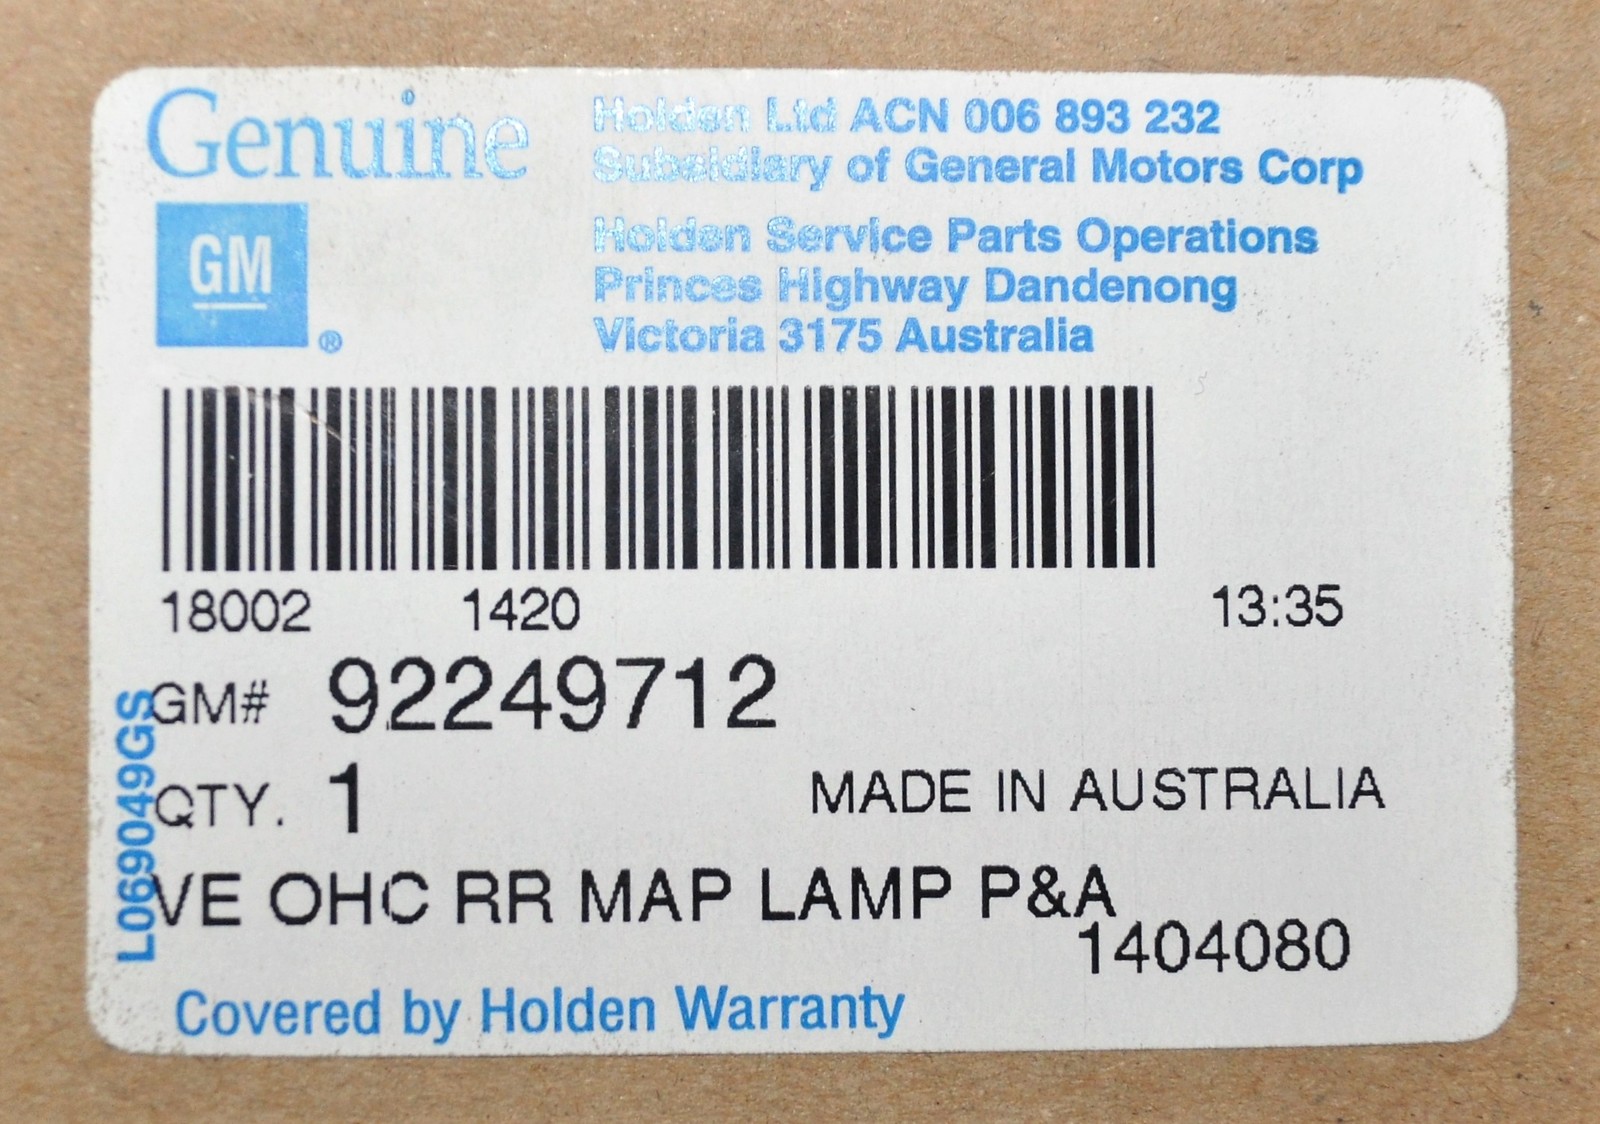 Genuine
GM
®
Holden Ltd ACN 006 893 232
Subsidiary of General Motors Corp
Holden Service Parts Operations
Princes Highway Dandenong
Victoria 3175 Australia
18002 1420 13:35
GM# 92249712
QTY. 1 MADE IN AUSTRALIA
VE OHC RR MAP LAMP P&A
1404080
L069049GS
Covered by Holden Warranty